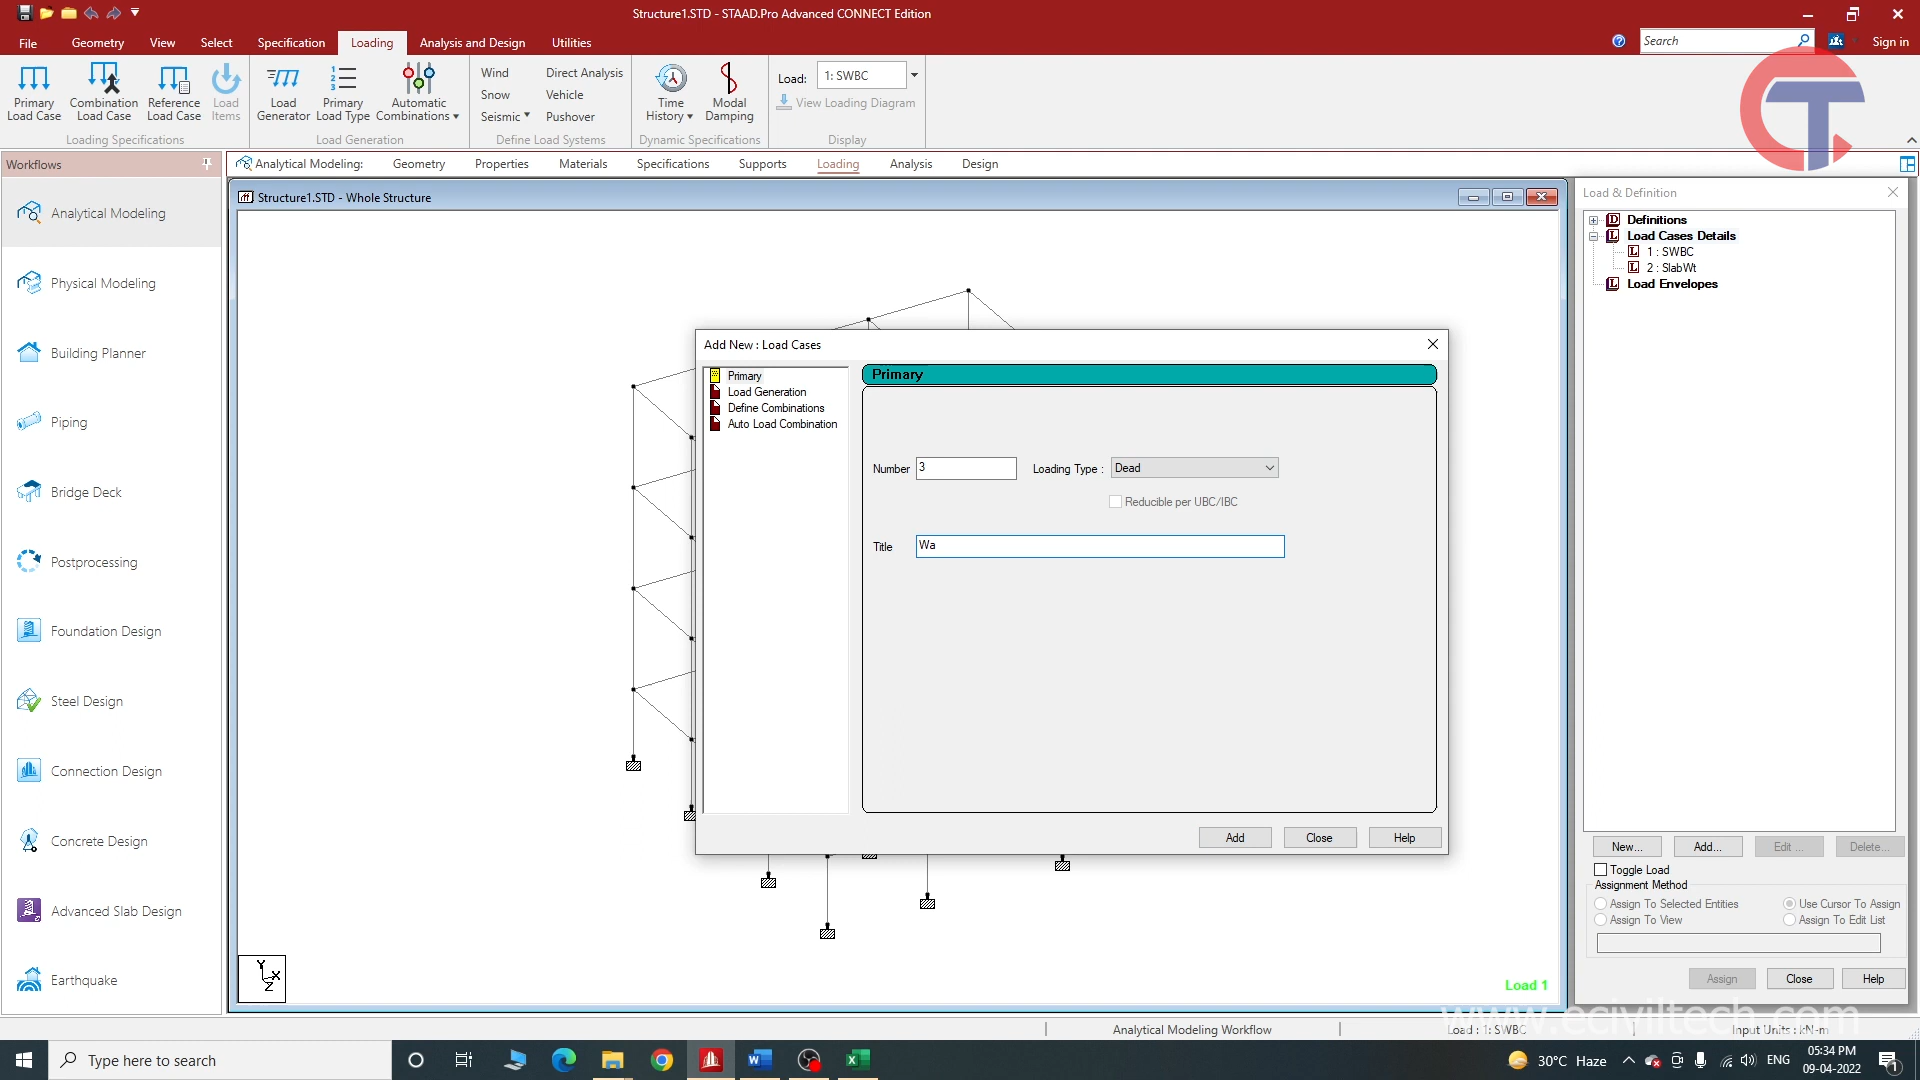 Structure1.STD - STAAD.Pro Advanced CONNECT Edition
File Geometry View Select Specification Loading Analysis and Design Utilities Search Sign in
Primary Load Case
Combination Load Case
Reference Load Case
Load Items
Loading Specifications
Load Generator
Primary Load Type
Automatic Combinations
Load Generation
Wind Direct Analysis
Snow Vehicle
Seismic Pushover
Define Load Systems
Time History
Modal Damping
Dynamic Specifications
Load: 1: SWBC
View Loading Diagram
Display
CT
Workflows
Analytical Modeling: Geometry Properties Materials Specifications Supports Loading Analysis Design
Analytical Modeling
Physical Modeling
Building Planner
Piping
Bridge Deck
Postprocessing
Foundation Design
Steel Design
Connection Design
Concrete Design
Advanced Slab Design
Earthquake
Structure1.STD - Whole Structure
Y
X
Z
Load 1
Add New : Load Cases
Primary
Load Generation
Define Combinations
Auto Load Combination
Primary
Number 3 Loading Type : Dead
Reducible per UBC/IBC
Title Wa
Add Close Help
Load & Definition
D Definitions
L Load Cases Details
L 1 : SWBC
L 2 : SlabWt
L Load Envelopes
New... Add... Edit ... Delete...
Toggle Load
Assignment Method
Assign To Selected Entities Use Cursor To Assign
Assign To View Assign To Edit List
Assign Close Help
www.eciviltech.com
Analytical Modeling Workflow Load : 1: SWBC Input Units : kN-m
Type here to search
30°C Haze ENG 05:34 PM
09-04-2022
1